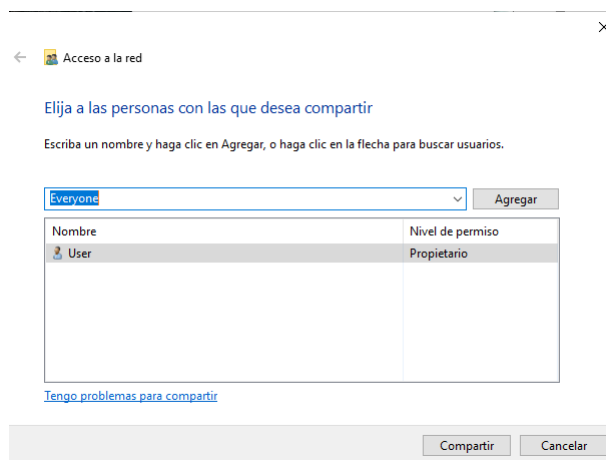 Acceso a la red
Elija a las personas con las que desea compartir
Escriba un nombre y haga clic en Agregar, o haga clic en la flecha para buscar usuarios.
Everyone Agregar
Nombre Nivel de permiso
User Propietario
Tengo problemas para compartir
Compartir Cancelar